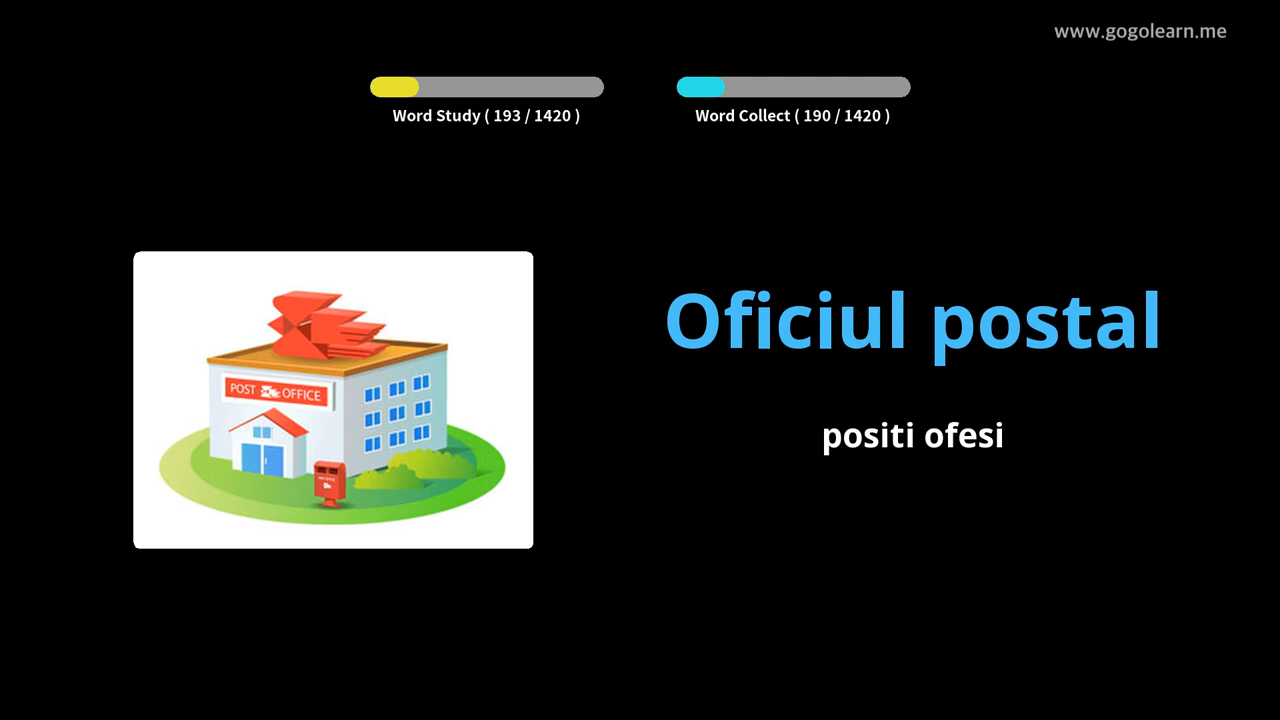 www.gogolearn.me
Word Study ( 193 / 1420 )
Word Collect ( 190 / 1420 )
Oficiul postal
positi ofesi
POST OFFICE